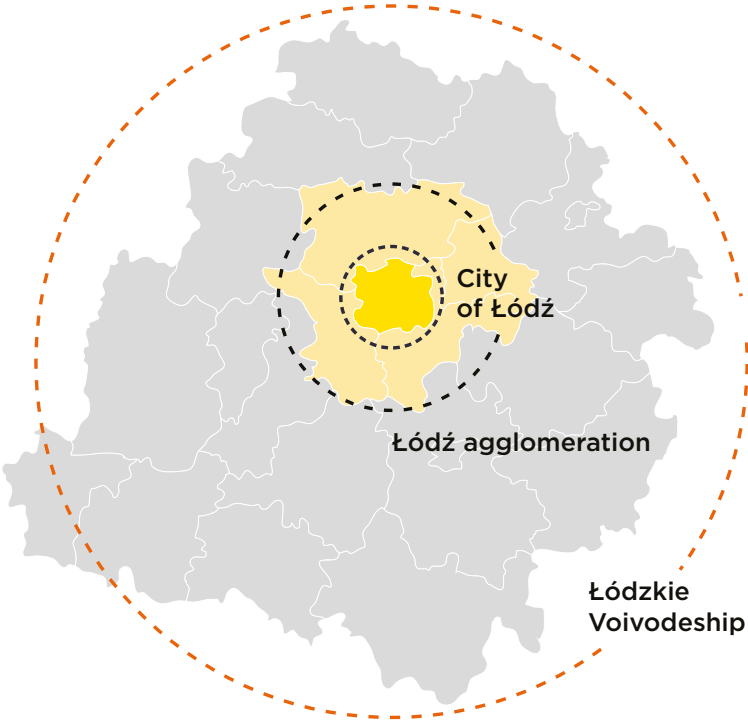 City
of Łódź
Łódź agglomeration
Łódzkie
Voivodeship